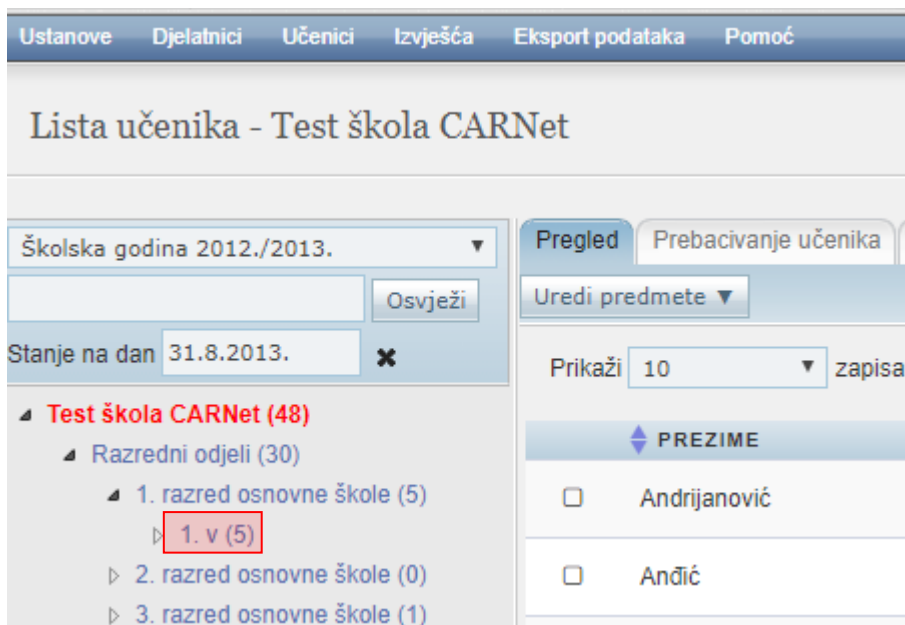 Ustanove Djelatnici Učenici Izvješća Eksport podataka Pomoć
Lista učenika - Test škola CARNet
Školska godina 2012./2013.
Osvježi
Stanje na dan 31.8.2013.
Test škola CARNet (48)
Razredni odjeli (30)
1. razred osnovne škole (5)
1. v (5)
2. razred osnovne škole (0)
3. razred osnovne škole (1)
Pregled Prebacivanje učenika
Uredi predmete
Prikaži 10 zapisa
PREZIME
Andrijanović
Anđić